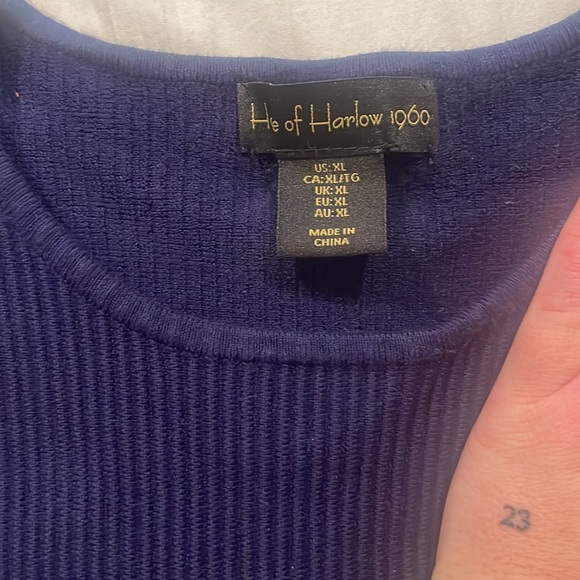 H's of Harlow 1960
US: XL
CA: XL/TG
UK: XL
EU: XL
AU: XL
MADE IN
CHINA
23